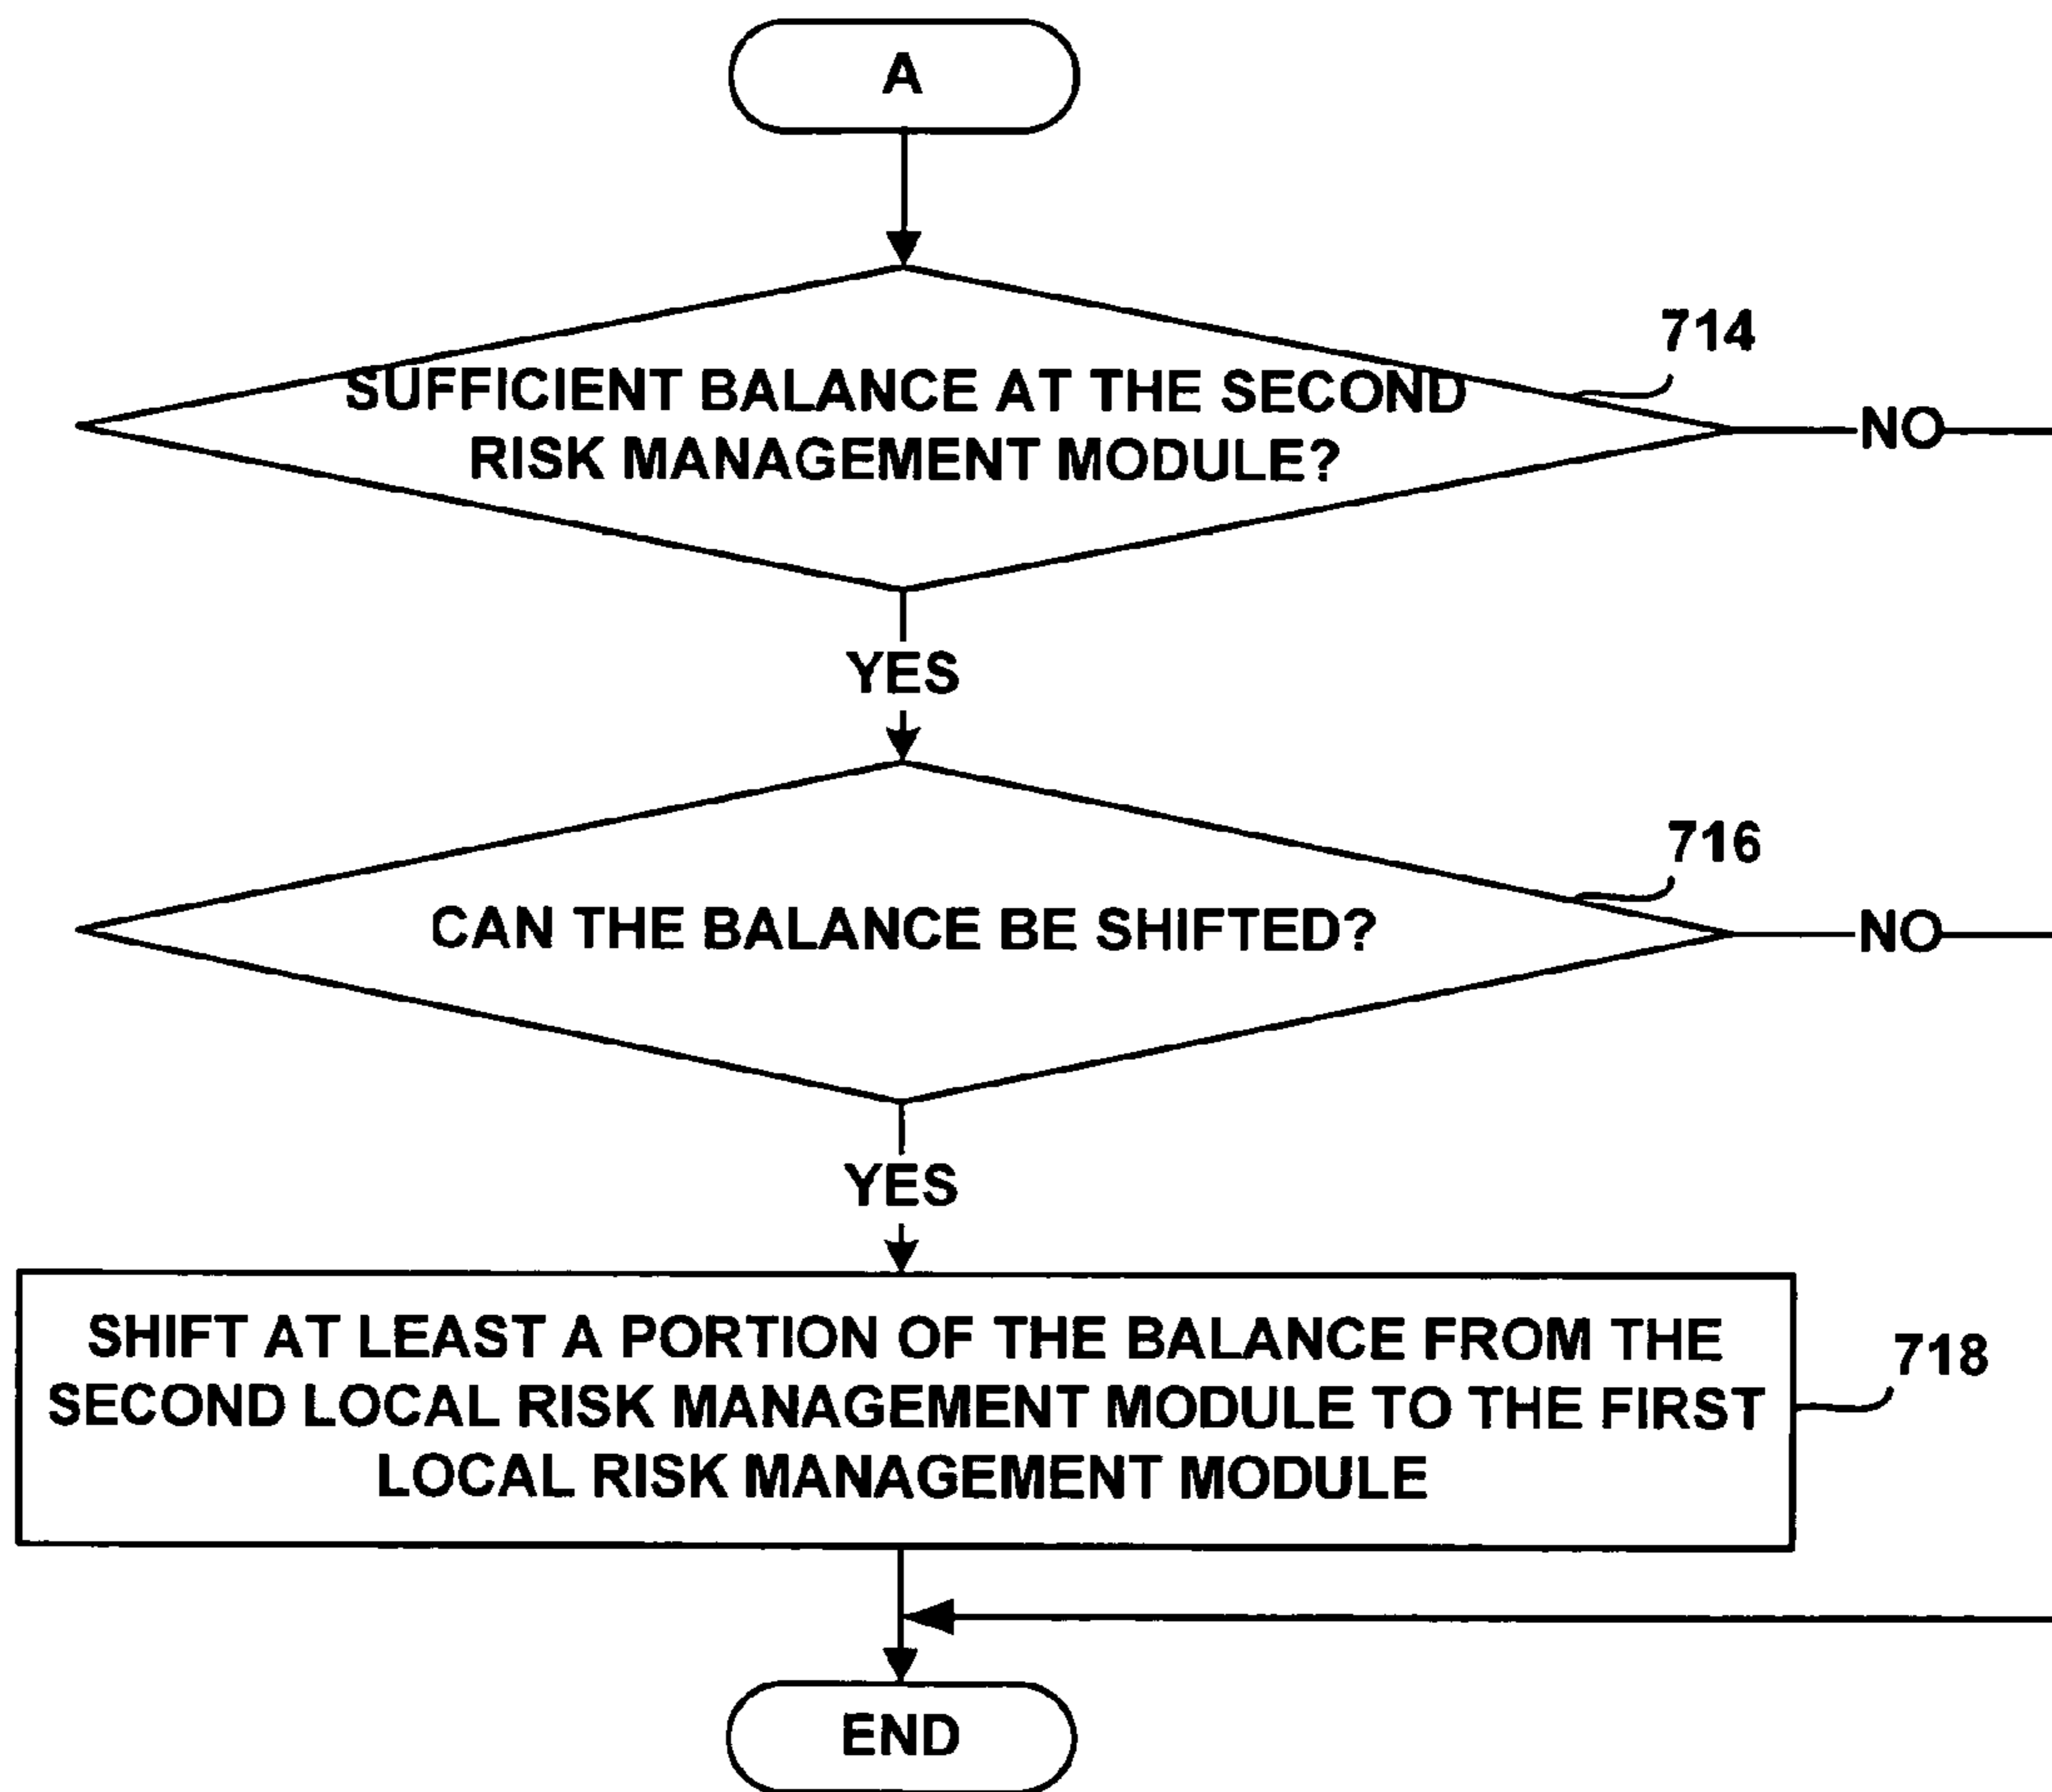 A
714
SUFFICIENT BALANCE AT THE SECOND
RISK MANAGEMENT MODULE?
NO
YES
716
CAN THE BALANCE BE SHIFTED?
NO
YES
SHIFT AT LEAST A PORTION OF THE BALANCE FROM THE
SECOND LOCAL RISK MANAGEMENT MODULE TO THE FIRST
LOCAL RISK MANAGEMENT MODULE
718
END